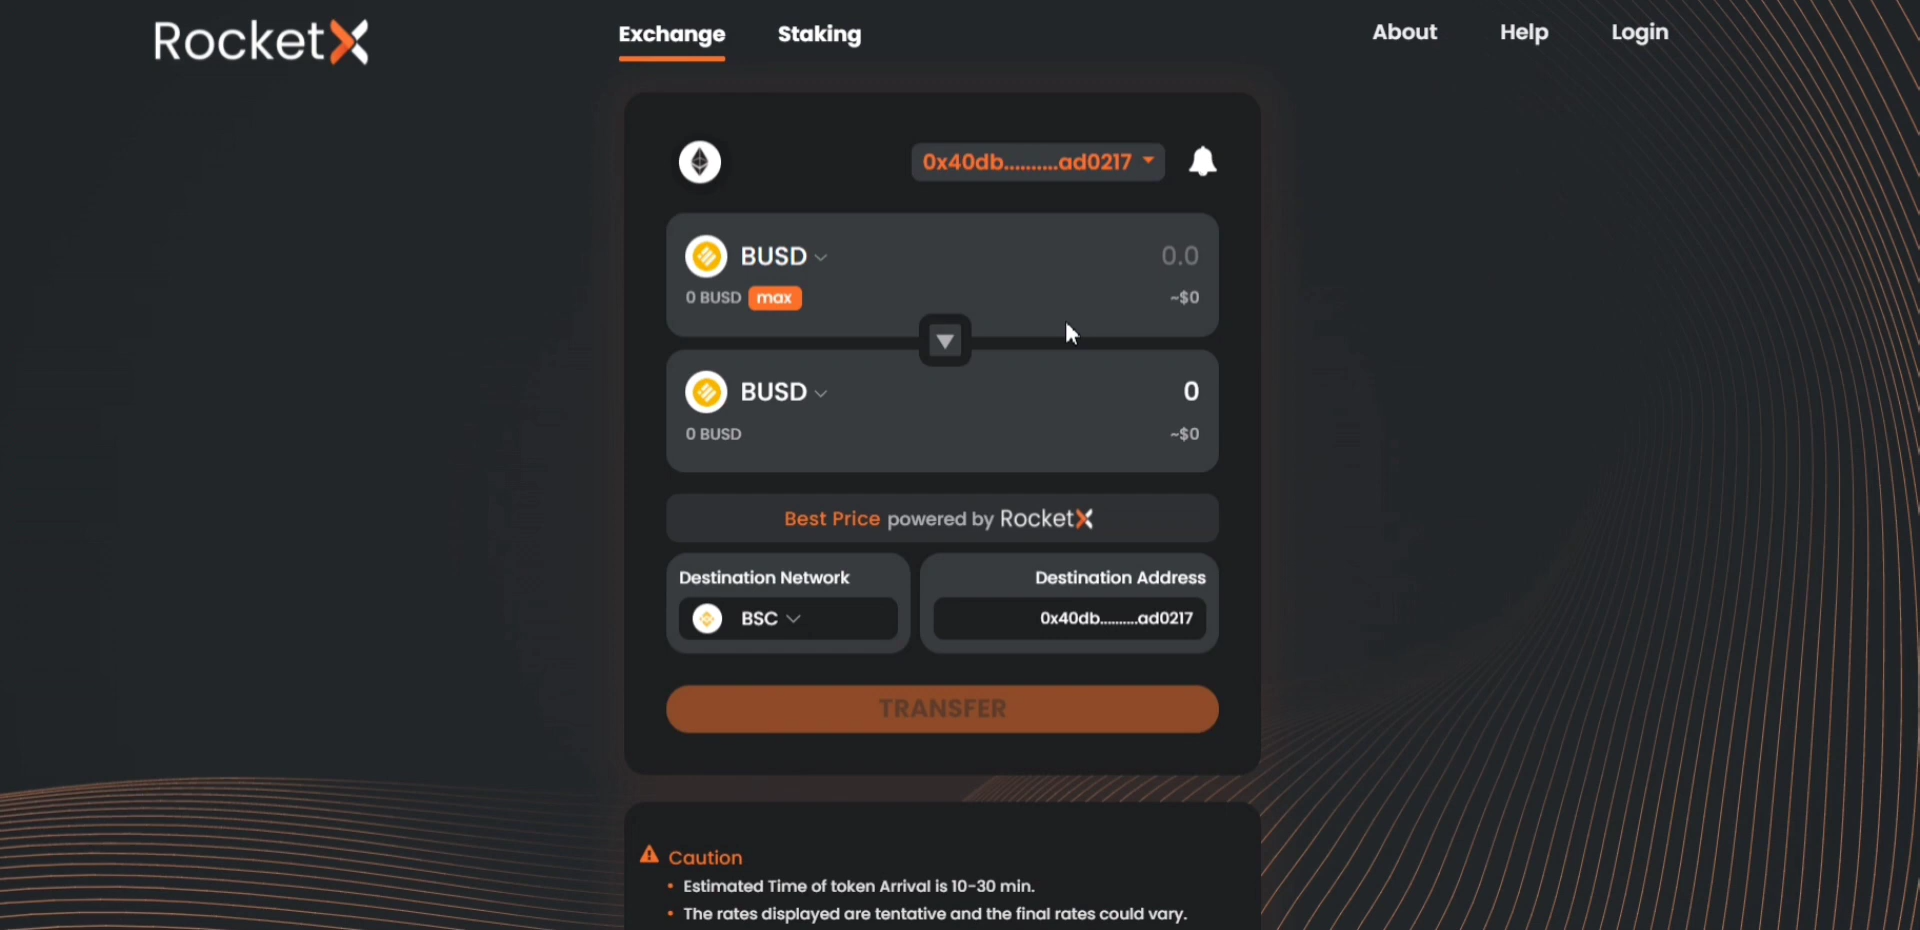 RocketX
Exchange
Staking
About
Help
Login
0x40db..........ad0217
BUSD
0.0
0 BUSD
max
~$0
BUSD
0
0 BUSD
~$0
Best Price powered by RocketX
Destination Network
Destination Address
BSC
0x40db..........ad0217
TRANSFER
Caution
• Estimated Time of token Arrival is 10-30 min.
• The rates displayed are tentative and the final rates could vary.